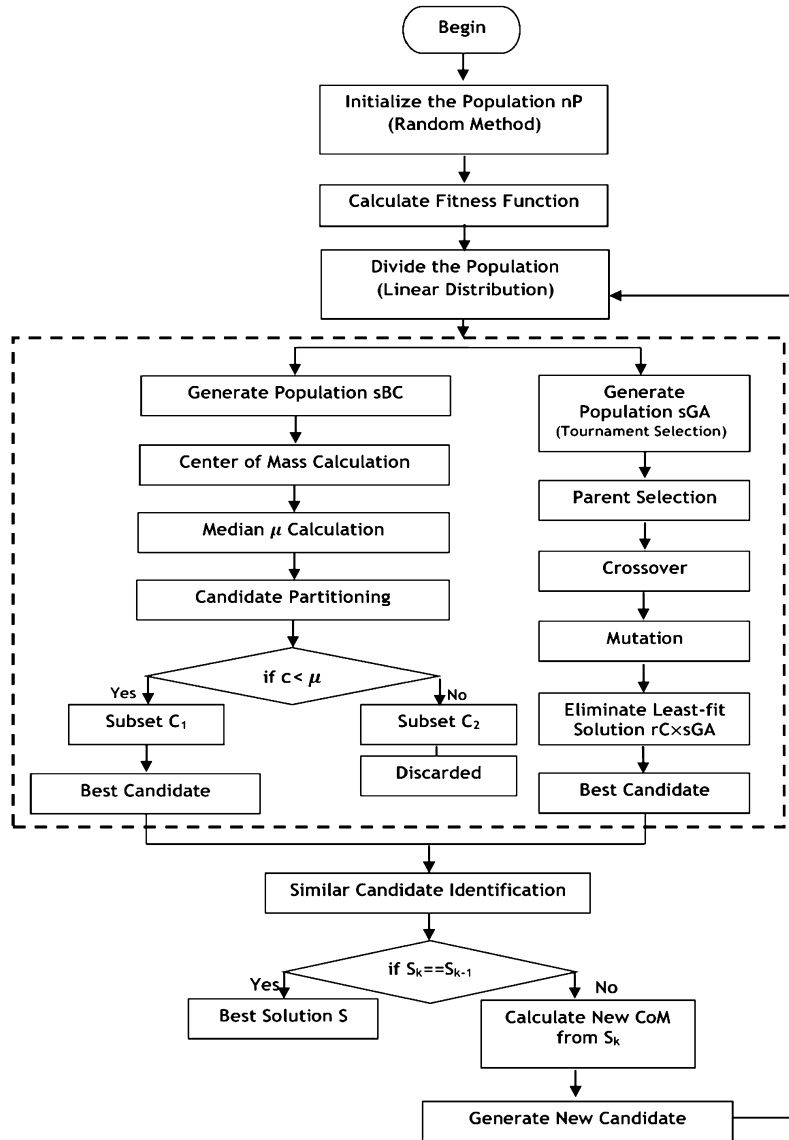 Begin
Initialize the Population nP
(Random Method)
Calculate Fitness Function
Divide the Population
(Linear Distribution)
Generate Population sBC
Center of Mass Calculation
Median μ Calculation
Candidate Partitioning
if c< μ
Yes
No
Subset C₁
Subset C₂
Discarded
Best Candidate
Generate
Population sGA
(Tournament Selection)
Parent Selection
Crossover
Mutation
Eliminate Least-fit
Solution rC×sGA
Best Candidate
Similar Candidate Identification
if Sₖ==Sₖ₋₁
Yes
No
Best Solution S
Calculate New CoM
from Sₖ
Generate New Candidate